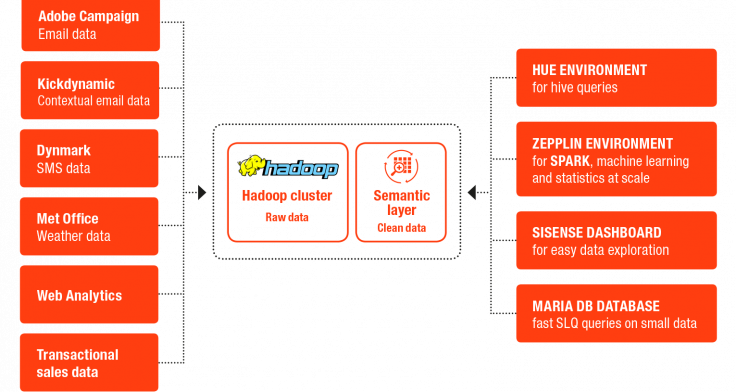 Adobe Campaign
Email data
Kickdynamic
Contextual email data
Dynmark
SMS data
Met Office
Weather data
Web Analytics
Transactional
sales data
hadoop
Hadoop cluster
Raw data
Semantic
layer
Clean data
HUE ENVIRONMENT
for hive queries
ZEPPLIN ENVIRONMENT
for SPARK, machine learning
and statistics at scale
SISENSE DASHBOARD
for easy data exploration
MARIA DB DATABASE
fast SLQ queries on small data